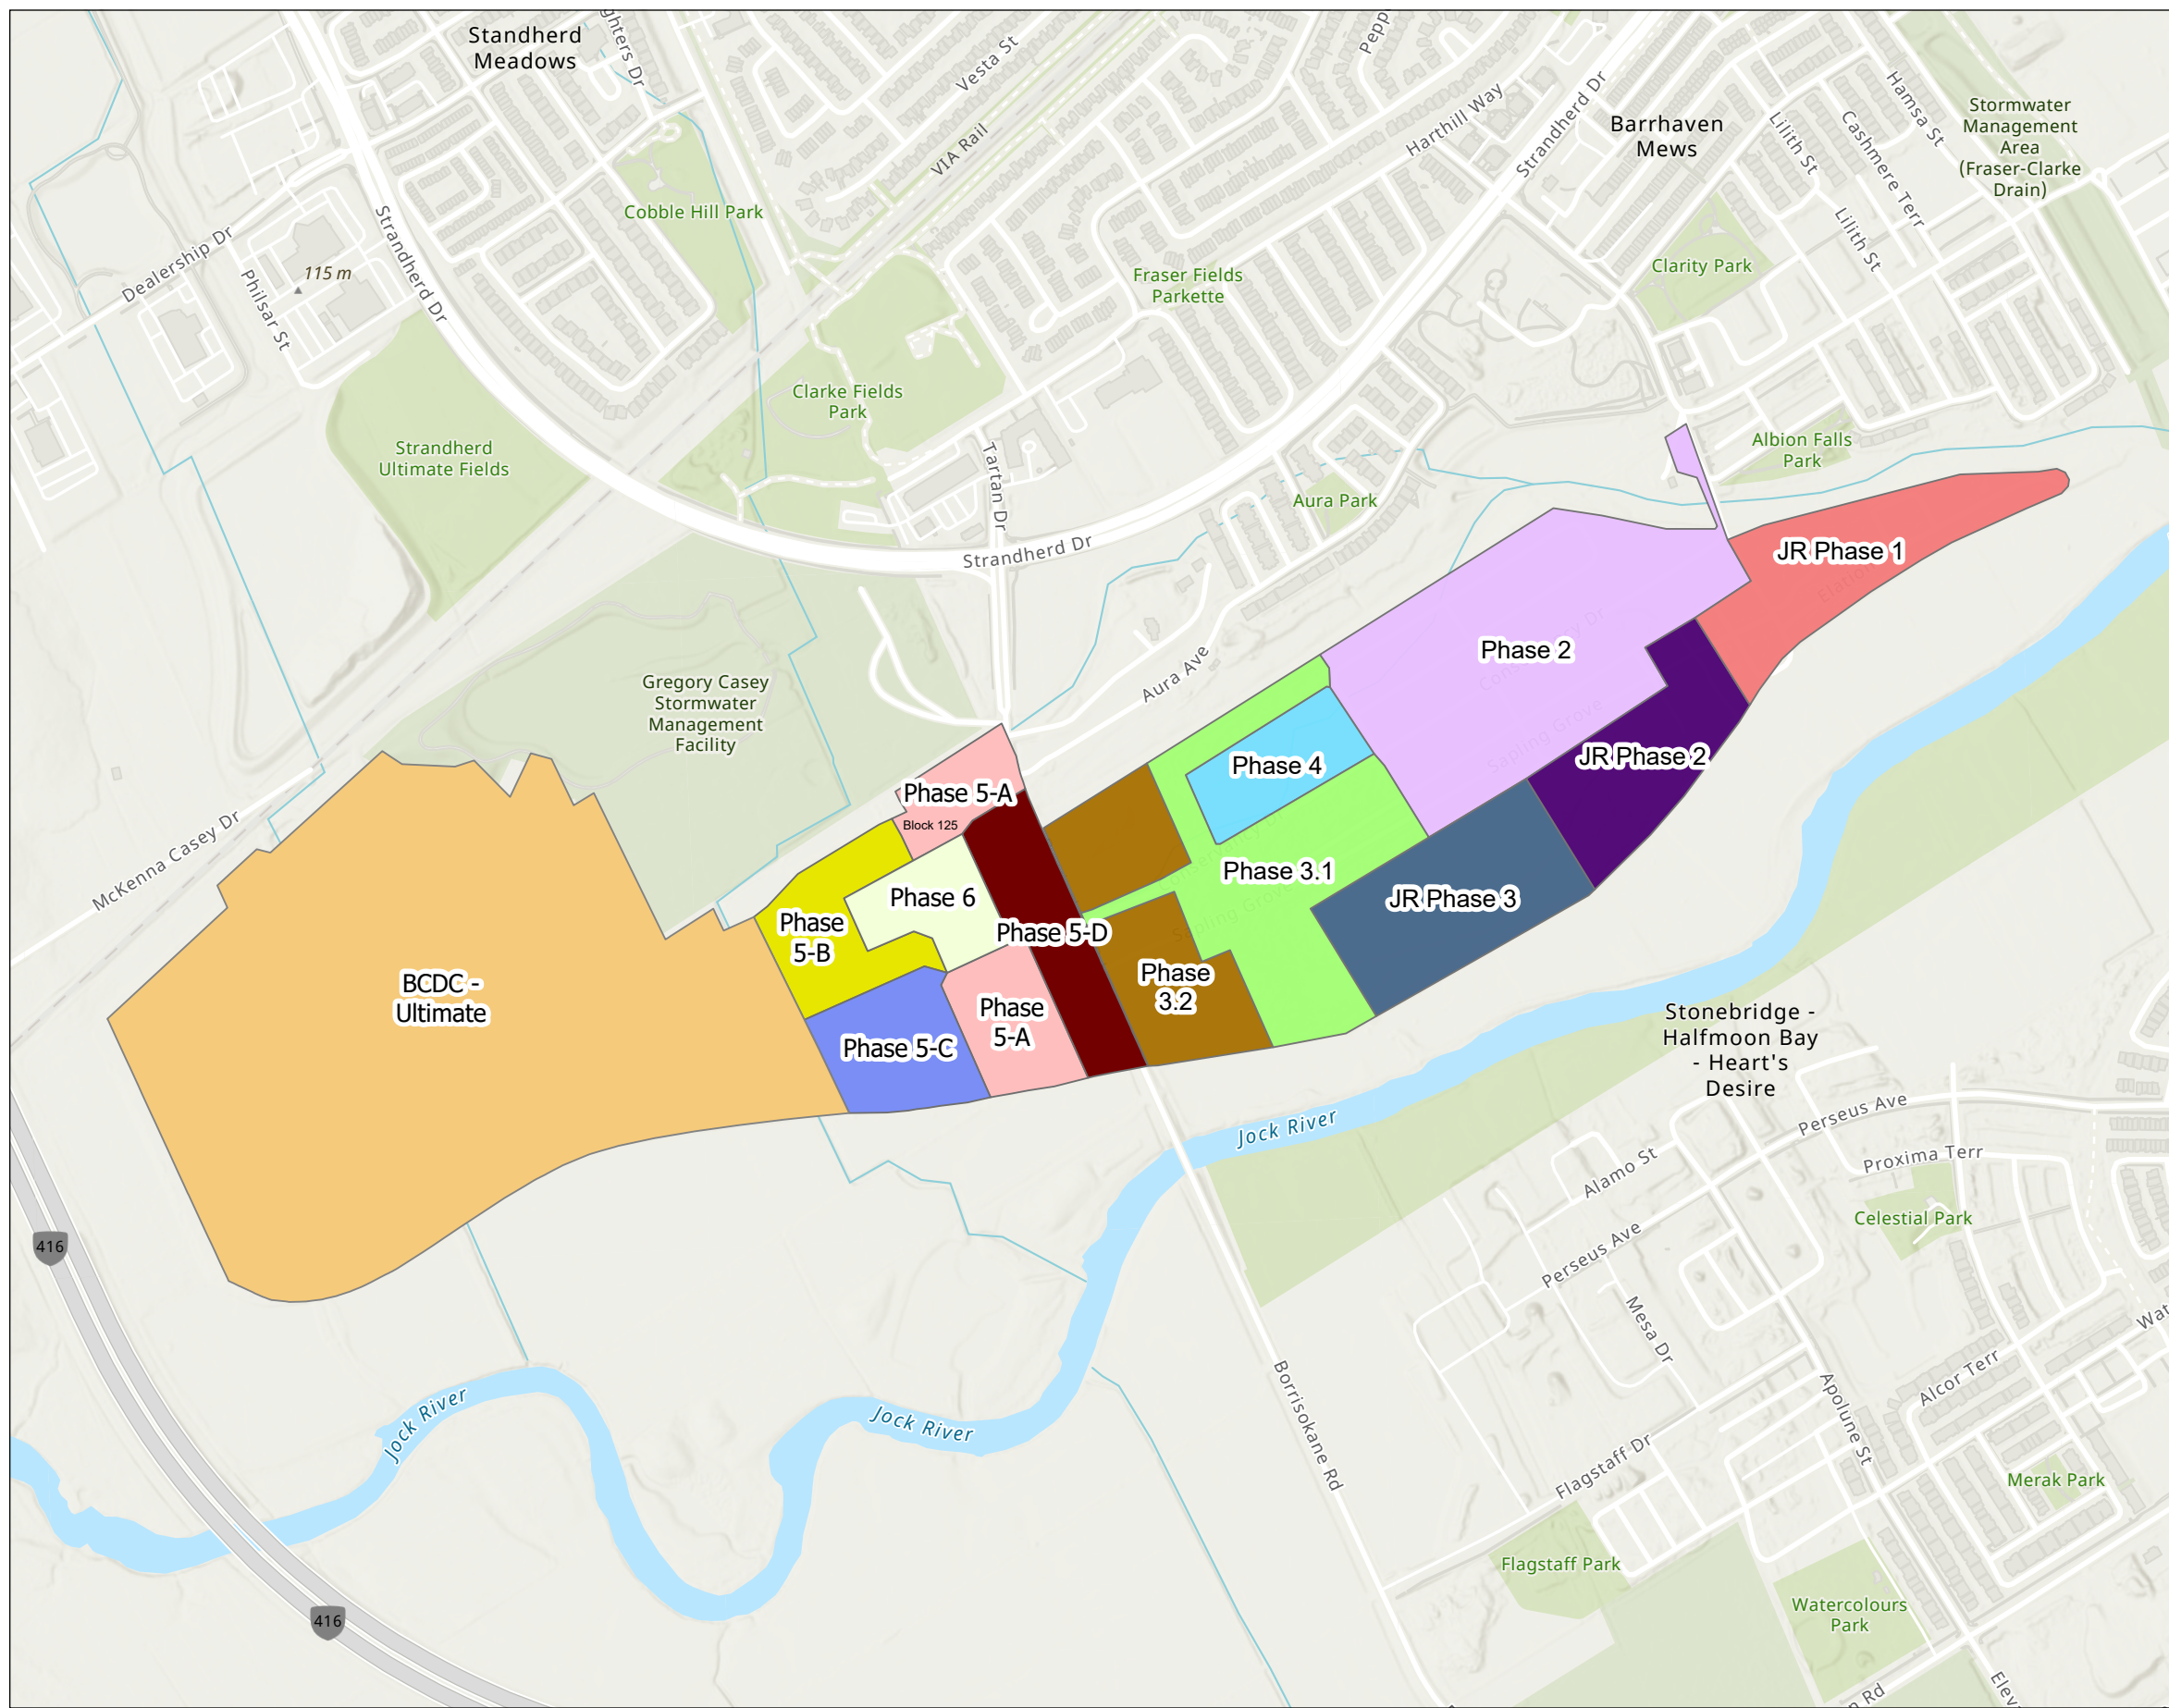 Standherd
Meadows
ghters Dr
Vesta St
VIA Rail
Pepp
Harthill Way
Strandherd Dr
Barrhaven
Mews
Lilith St
Cashmere Terr
Hamsa St
Lilith St
Stormwater
Management
Area
(Fraser-Clarke
Drain)
Cobble Hill Park
Dealership Dr
Philsar St
115 m
Strandherd Dr
Fraser Fields
Parkette
Clarity Park
Clarke Fields
Park
Strandherd
Ultimate Fields
Tartan Dr
Aura Park
Albion Falls
Park
Strandherd Dr
JR Phase 1
Aura Ave
Phase 2
Sapling Grove
Gregory Casey
Stormwater
Management
Facility
JR Phase 2
Phase 4
Phase 5-A
Block 125
McKenna Casey Dr
Phase 3.1
Phase 6
JR Phase 3
Phase
5-B
Phase 5-D
Phase
3.2
BCDC -
Ultimate
Phase
5-A
Phase 5-C
Stonebridge -
Halfmoon Bay
- Heart's
Desire
Jock River
Perseus Ave
Proxima Terr
Alamo St
Celestial Park
Perseus Ave
416
Mesa Dr
Wat
Borrisokane Rd
Apolune St
Alcor Terr
Jock River
Jock River
Flagstaff Dr
Merak Park
Flagstaff Park
416
Watercolours
Park
n Rd
Elev